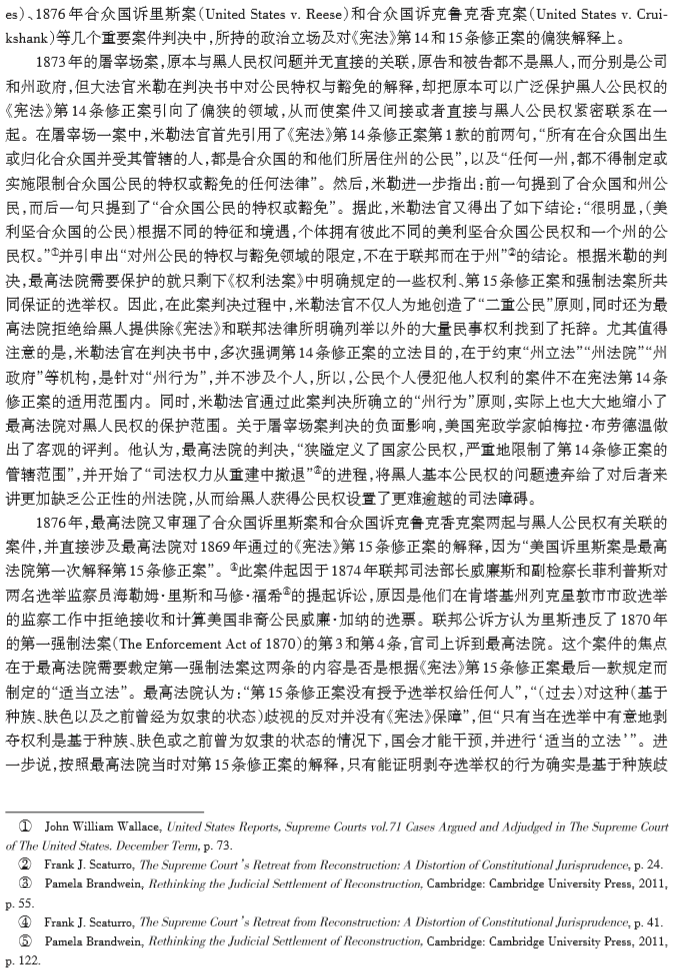 es)、1876年合众国诉里斯案(United States v. Reese)和合众国诉克鲁克香克案(United States v. Crui-
kshank)等几个重要案件判决中,所持的政治立场及对《宪法》第14和15条修正案的偏狭解释上。
1873年的屠宰场案,原本与黑人民权问题并无直接的关联,原告和被告都不是黑人,而分别是公司
和州政府,但大法官米勒在判决书中对公民特权与豁免的解释,却把原本可以广泛保护黑人公民权的
《宪法》第14条修正案引向了偏狭的领域,从而使案件又间接或者直接与黑人公民权紧密联系在一
起。在屠宰场一案中,米勒法官首先引用了《宪法》第14条修正案第1款的前两句,“所有在合众国出生
或归化合众国并受其管辖的人,都是合众国的和他们所居住州的公民”,以及“任何一州,都不得制定或
实施限制合众国公民的特权或豁免的任何法律”。然后,米勒进一步指出:前一句提到了合众国和州公
民,而后一句只提到了“合众国公民的特权或豁免”。据此,米勒法官又得出了如下结论:“很明显,(美
利坚合众国的公民)根据不同的特征和境遇,个体拥有彼此不同的美利坚合众国公民权和一个州的公
民权。”①并引申出“对州公民的特权与豁免领域的限定,不在于联邦而在于州”②的结论。根据米勒的判
决,最高法院需要保护的就只剩下《权利法案》中明确规定的一些权利、第15条修正案和强制法案所共
同保证的选举权。因此,在此案判决过程中,米勒法官不仅人为地创造了“二重公民”原则,同时还为最
高法院拒绝给黑人提供除《宪法》和联邦法律所明确列举以外的大量民事权利找到了托辞。尤其值得
注意的是,米勒法官在判决书中,多次强调第14条修正案的立法目的,在于约束“州立法”“州法院”“州
政府”等机构,是针对“州行为”,并不涉及个人,所以,公民个人侵犯他人权利的案件不在宪法第14条
修正案的适用范围内。同时,米勒法官通过此案判决所确立的“州行为”原则,实际上也大大地缩小了
最高法院对黑人民权的保护范围。关于屠宰场案判决的负面影响,美国宪政学家帕梅拉·布劳德温做
出了客观的评判。他认为,最高法院的判决,“狭隘定义了国家公民权,严重地限制了第14条修正案的
管辖范围”,并开始了“司法权力从重建中撤退”③的进程,将黑人基本公民权的问题遗弃给了对后者来
讲更加缺乏公正性的州法院,从而给黑人获得公民权设置了更难逾越的司法障碍。
1876年,最高法院又审理了合众国诉里斯案和合众国诉克鲁克香克案两起与黑人公民权有关联的
案件,并直接涉及最高法院对1869年通过的《宪法》第15条修正案的解释,因为“美国诉里斯案是最高
法院第一次解释第15条修正案”。④此案件起因于1874年联邦司法部长威廉斯和副检察长菲利普斯对
两名选举监察员海勒姆·里斯和马修·福希⑤的提起诉讼,原因是他们在肯塔基州列克星敦市市政选举
的监察工作中拒绝接收和计算美国非裔公民威廉·加纳的选票。联邦公诉方认为里斯违反了1870年
的第一强制法案(The Enforcement Act of 1870)的第3和第4条,官司上诉到最高法院。这个案件的焦点
在于最高法院需要裁定第一强制法案这两条的内容是否是根据《宪法》第15条修正案最后一款规定而
制定的“适当立法”。最高法院认为:“第15条修正案没有授予选举权给任何人”,“(过去)对这种(基于
种族、肤色以及之前曾经为奴隶的状态)歧视的反对并没有《宪法》保障”,但“只有当在选举中有意地剥
夺权利是基于种族、肤色或之前曾为奴隶的状态的情况下,国会才能干预,并进行‘适当的立法’”。进
一步说,按照最高法院当时对第15条修正案的解释,只有能证明剥夺选举权的行为确实是基于种族歧
① John William Wallace, United States Reports, Supreme Courts vol.71 Cases Argued and Adjudged in The Supreme Court
of The United States. December Term, p. 73.
② Frank J. Scaturro, The Supreme Court's Retreat from Reconstruction: A Distortion of Constitutional Jurisprudence, p. 24.
③ Pamela Brandwein, Rethinking the Judicial Settlement of Reconstruction, Cambridge: Cambridge University Press, 2011,
p. 55.
④ Frank J. Scaturro, The Supreme Court's Retreat from Reconstruction: A Distortion of Constitutional Jurisprudence, p. 41.
⑤ Pamela Brandwein, Rethinking the Judicial Settlement of Reconstruction, Cambridge: Cambridge University Press, 2011,
p. 122.